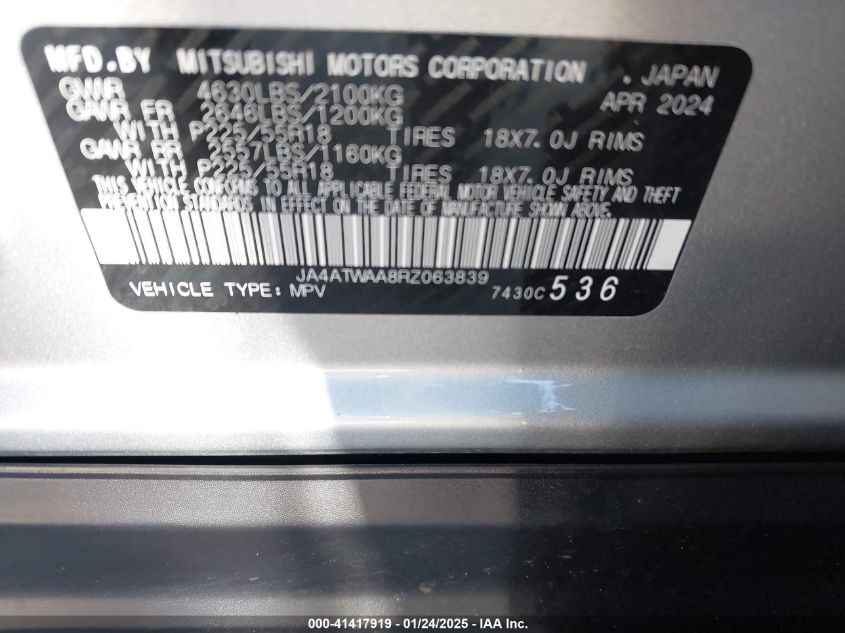 MFD.BY MITSUBISHI MOTORS CORPORATION . JAPAN
GVWR 4630LBS/2100KG APR 2024
GAWR FR 2646LBS/1200KG
WITH P225/55R18 TIRES 18X7.0J RIMS
GAWR RR 2557LBS/1160KG
WITH P225/55R18 TIRES 18X7.0J RIMS
THIS VEHICLE CONFORMS TO ALL APPLICABLE FEDERAL MOTOR VEHICLE SAFETY AND THEFT
PREVENTION STANDARDS IN EFFECT ON THE DATE OF MANUFACTURE SHOWN ABOVE.
JA4ATWAA8RZ063839
VEHICLE TYPE: MPV 7430C 536
000-41417919 - 01/24/2025 - IAA Inc.